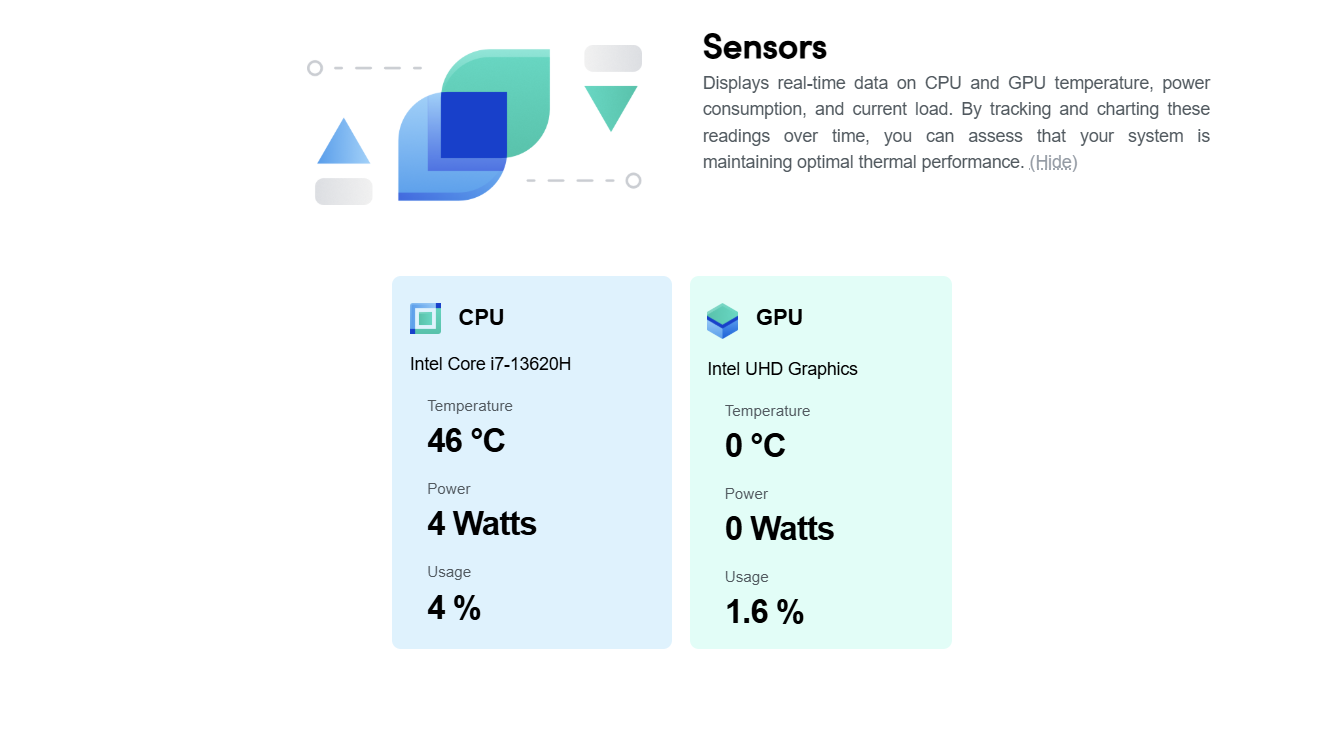 Sensors
Displays real-time data on CPU and GPU temperature, power
consumption, and current load. By tracking and charting these
readings over time, you can assess that your system is
maintaining optimal thermal performance. (Hide)
CPU
Intel Core i7-13620H
Temperature
46 °C
Power
4 Watts
Usage
4 %
GPU
Intel UHD Graphics
Temperature
0 °C
Power
0 Watts
Usage
1.6 %